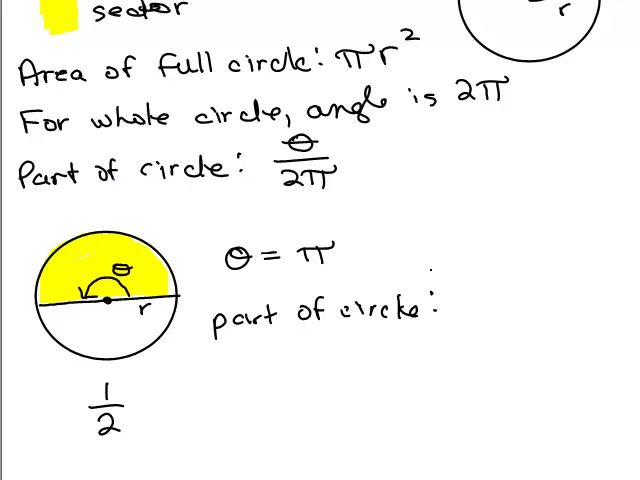 sector
r
Area of full circle: πr²
For whole circle, angle is 2π
Part of circle: θ/2π
θ
r
θ = π
part of circle:
1/2